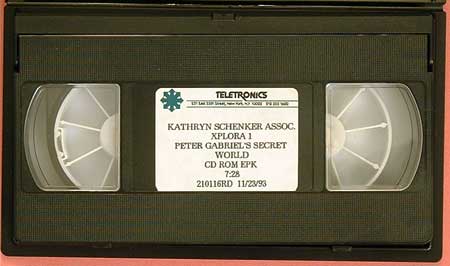 TELETRONICS
KATHRYN SCHENKER ASSOC.
XPLORA 1
PETER GABRIEL'S SECRET
WORLD
CD ROM EPK
7:28
210116RD 11/23/93